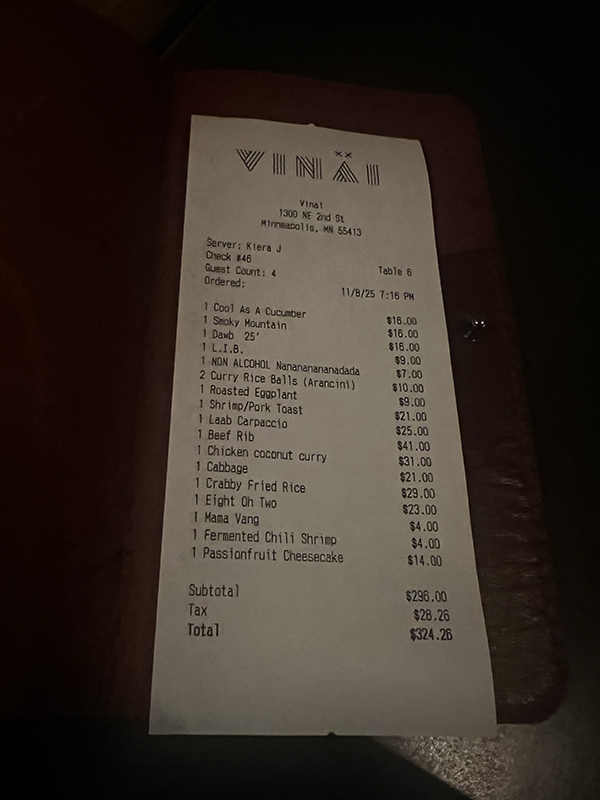 VINÄI
Vinai
1300 NE 2nd St
Minneapolis, MN 55413
Server: Kiera J
Check #46 Table 6
Guest Count: 4
Ordered: 11/8/25 7:16 PM
1 Cool As A Cucumber $16.00
1 Smoky Mountain $16.00
1 Dawb 25' $16.00
1 L.I.B. $9.00
1 NON ALCOHOL Nanananananadada $7.00
2 Curry Rice Balls (Arancini) $10.00
1 Roasted Eggplant $9.00
1 Shrimp/Pork Toast $21.00
1 Laab Carpaccio $25.00
1 Beef Rib $41.00
1 Chicken coconut curry $31.00
1 Cabbage $21.00
1 Crabby Fried Rice $29.00
1 Eight Oh Two $23.00
1 Mama Vang $4.00
1 Fermented Chili Shrimp $4.00
1 Passionfruit Cheesecake $14.00
Subtotal $296.00
Tax $28.26
Total $324.26